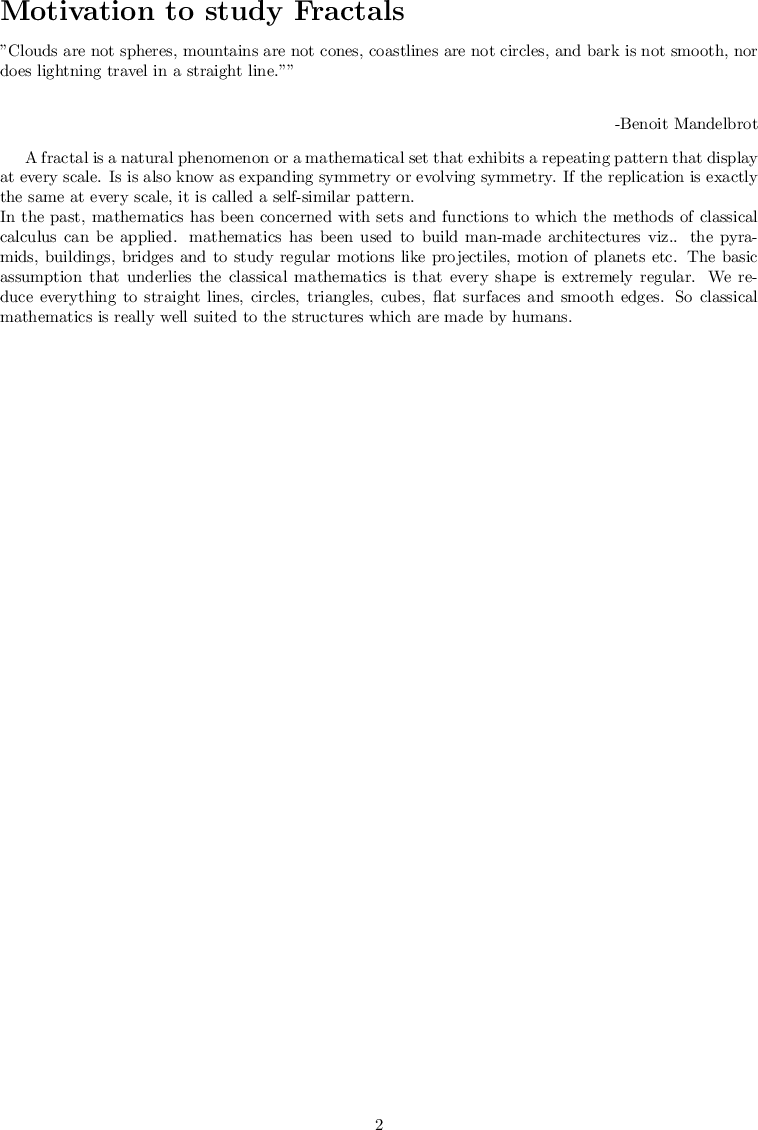 Motivation to study Fractals
”Clouds are not spheres, mountains are not cones, coastlines are not circles, and bark is not smooth, nor
does lightning travel in a straight line.””
-Benoit Mandelbrot
A fractal is a natural phenomenon or a mathematical set that exhibits a repeating pattern that display
at every scale. Is is also know as expanding symmetry or evolving symmetry. If the replication is exactly
the same at every scale, it is called a self-similar pattern.
In the past, mathematics has been concerned with sets and functions to which the methods of classical
calculus can be applied. mathematics has been used to build man-made architectures viz.. the pyra-
mids, buildings, bridges and to study regular motions like projectiles, motion of planets etc. The basic
assumption that underlies the classical mathematics is that every shape is extremely regular. We re-
duce everything to straight lines, circles, triangles, cubes, flat surfaces and smooth edges. So classical
mathematics is really well suited to the structures which are made by humans.
2